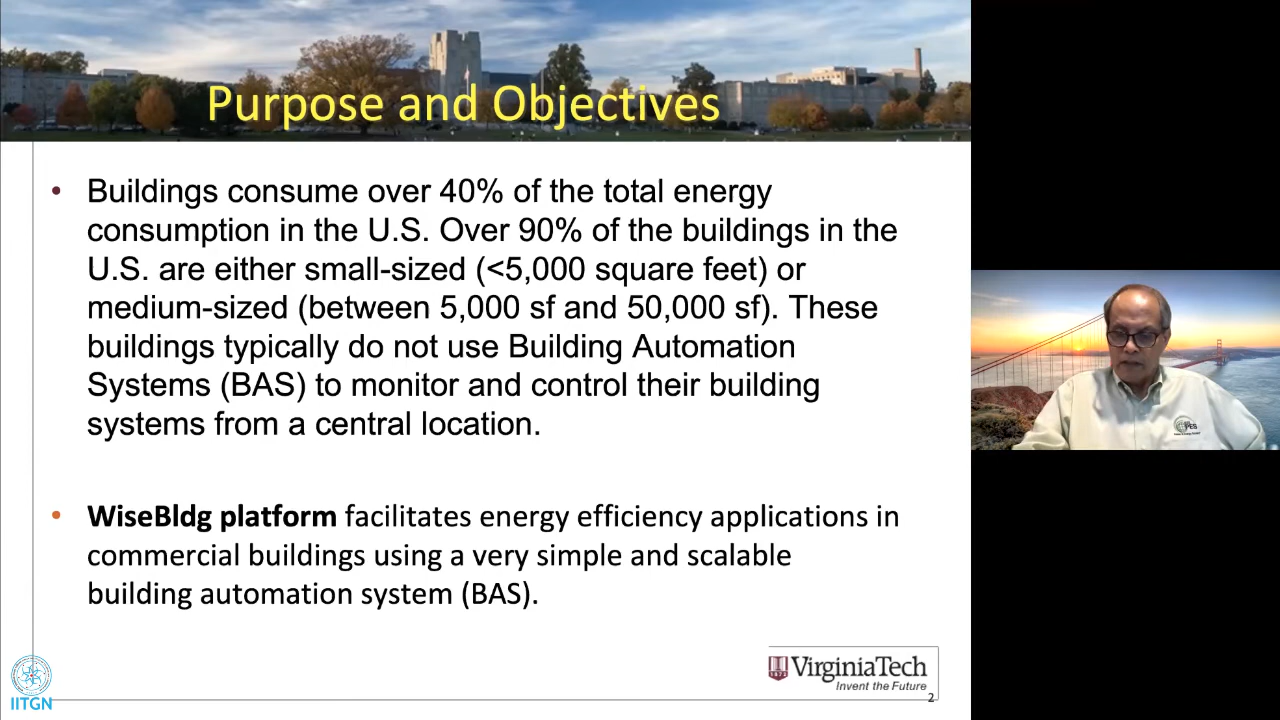 Purpose and Objectives
• Buildings consume over 40% of the total energy
consumption in the U.S. Over 90% of the buildings in the
U.S. are either small-sized (<5,000 square feet) or
medium-sized (between 5,000 sf and 50,000 sf). These
buildings typically do not use Building Automation
Systems (BAS) to monitor and control their building
systems from a central location.
• WiseBldg platform facilitates energy efficiency applications in
commercial buildings using a very simple and scalable
building automation system (BAS).
VirginiaTech
Invent the Future
2
IITGN
PES